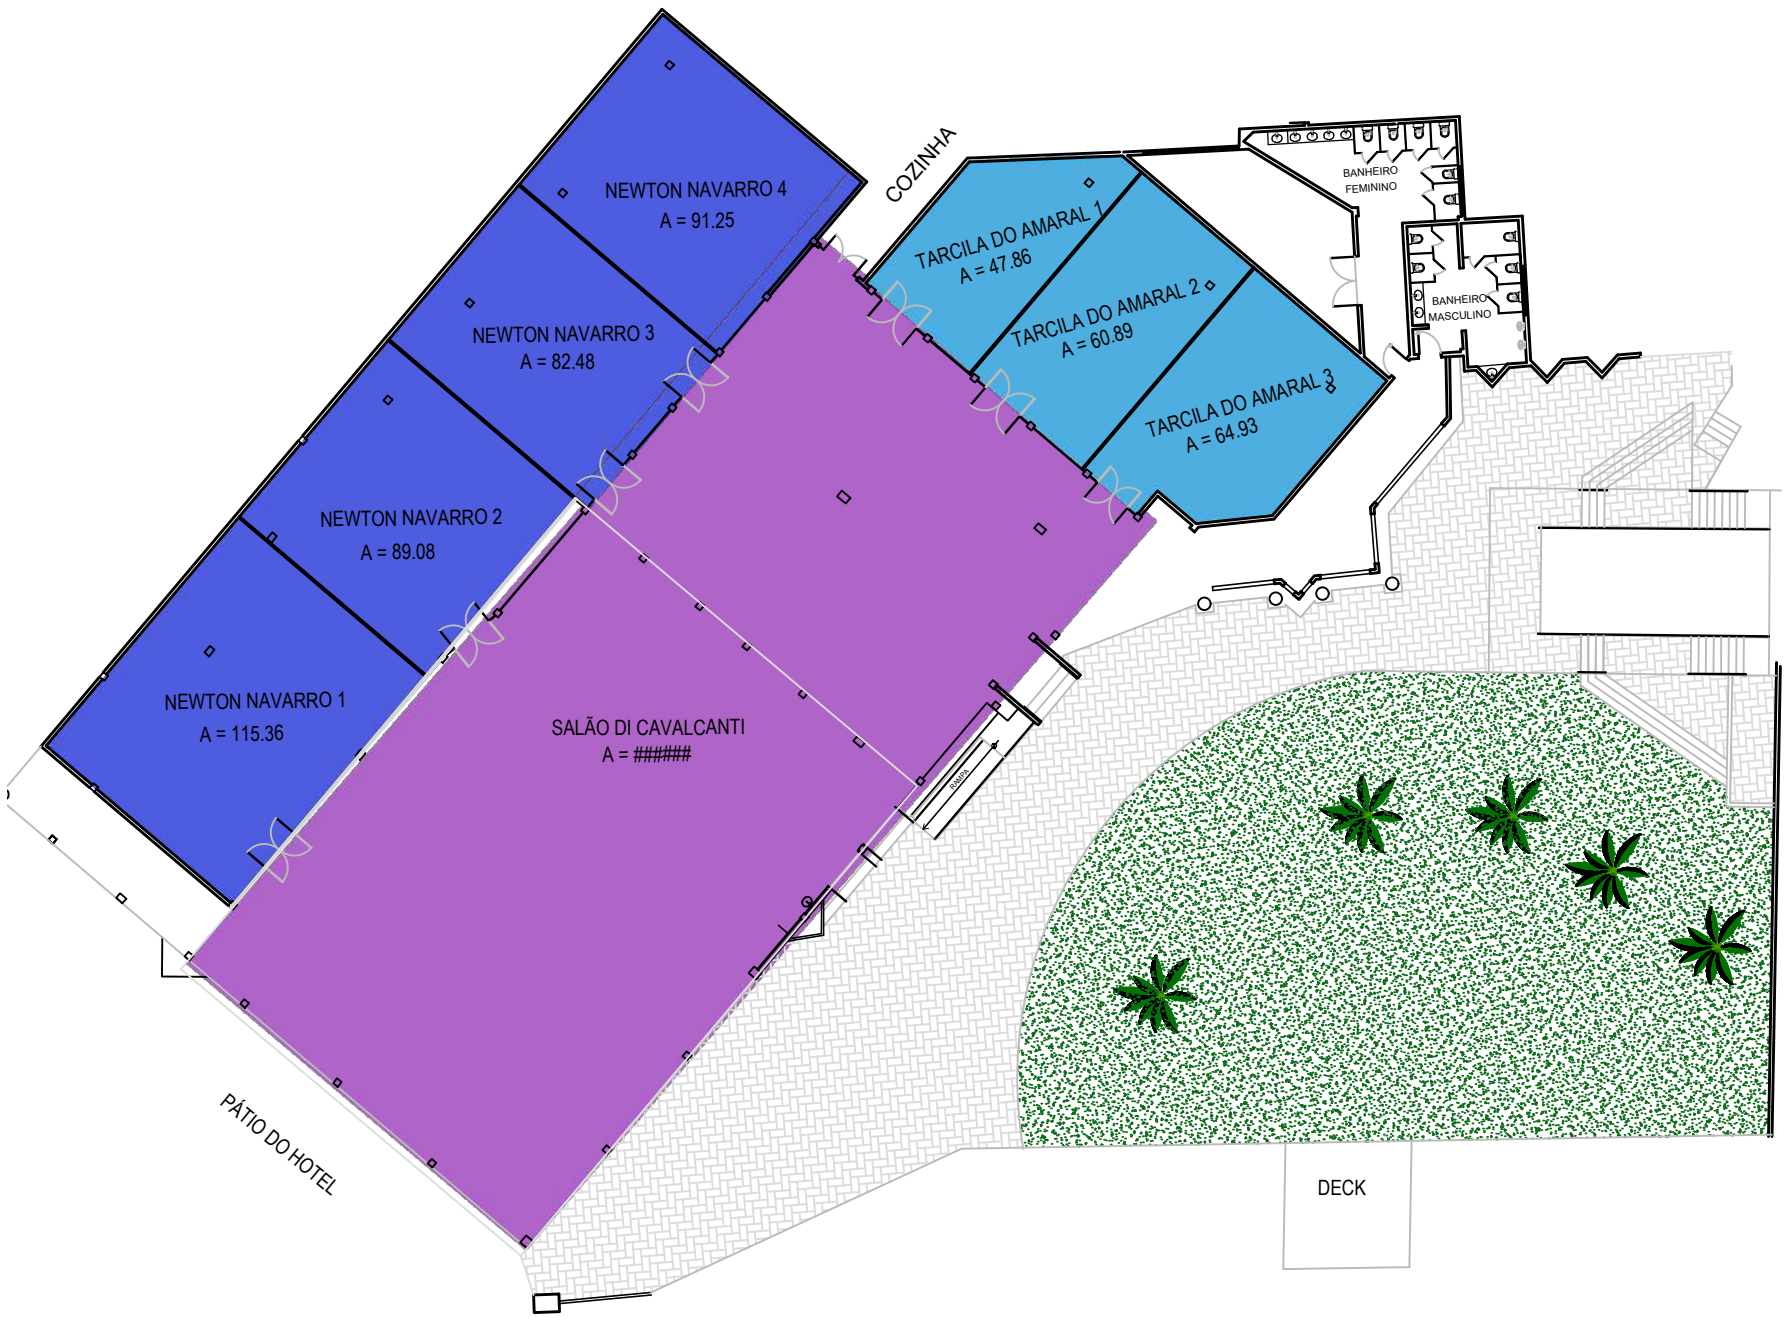 NEWTON NAVARRO 4
A = 91.25
COZINHA
BANHEIRO
FEMININO
TARCILA DO AMARAL 1
A = 47.86
NEWTON NAVARRO 3
A = 82.48
TARCILA DO AMARAL 2
A = 60.89
BANHEIRO
MASCULINO
TARCILA DO AMARAL 3
A = 64.93
NEWTON NAVARRO 2
A = 89.08
NEWTON NAVARRO 1
A = 115.36
SALÃO DI CAVALCANTI
A = ######
RAMPA
PÁTIO DO HOTEL
DECK